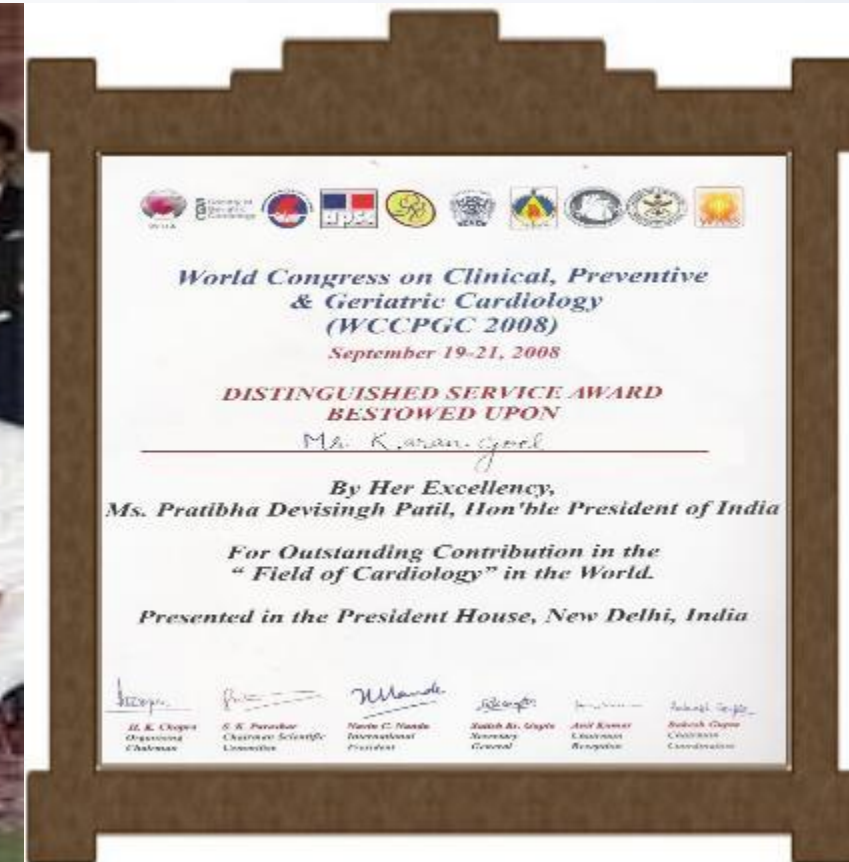 apsc
World Congress on Clinical, Preventive
& Geriatric Cardiology
(WCCPGC 2008)
September 19-21, 2008
DISTINGUISHED SERVICE AWARD
BESTOWED UPON
Mr. Karan Goel
By Her Excellency,
Ms. Pratibha Devisingh Patil, Hon'ble President of India
For Outstanding Contribution in the
“ Field of Cardiology” in the World.
Presented in the President House, New Delhi, India
H. K. Chopra
Organising
Chairman
S. K. Parashar
Chairman Scientific
Committee
Navin C. Nanda
International
President
Satish Kr. Gupta
Secretary
General
Anil Kumar
Chairman
Reception
Rakesh Gupta
Chairman